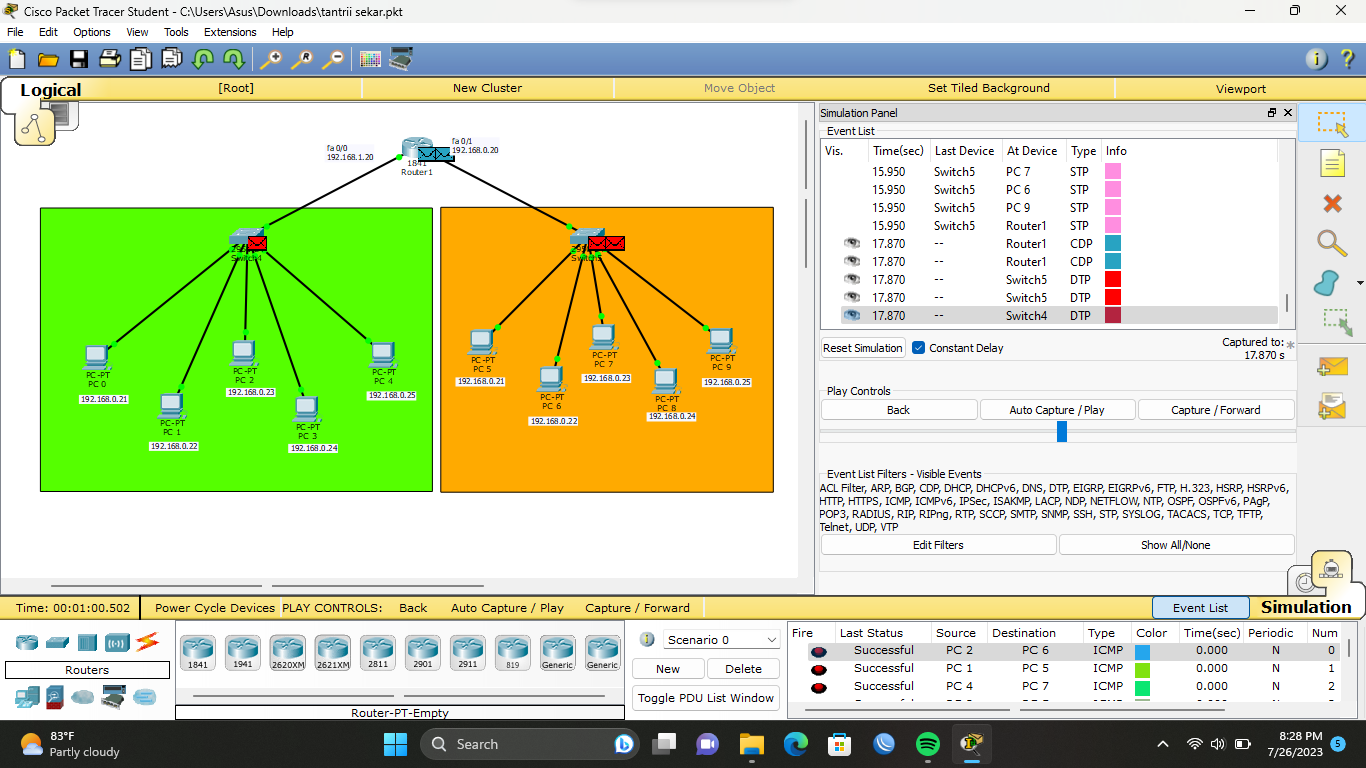 Cisco Packet Tracer Student - C:\Users\Asus\Downloads\tantrii sekar.pkt
File Edit Options View Tools Extensions Help
Logical [Root] New Cluster Move Object Set Tiled Background Viewport
fa 0/0
192.168.1.20
fa 0/1
192.168.0.20
1841
Router1
Switch4
PC-PT
PC 0
192.168.0.21
PC-PT
PC 1
192.168.0.22
PC-PT
PC 2
192.168.0.23
PC-PT
PC 3
192.168.0.24
PC-PT
PC 4
192.168.0.25
Switch5
PC-PT
PC 5
192.168.0.21
PC-PT
PC 6
192.168.0.22
PC-PT
PC 7
192.168.0.23
PC-PT
PC 8
192.168.0.24
PC-PT
PC 9
192.168.0.25
Simulation Panel
Event List
Vis. Time(sec) Last Device At Device Type Info
15.950 Switch5 PC 7 STP
15.950 Switch5 PC 6 STP
15.950 Switch5 PC 9 STP
15.950 Switch5 Router1 STP
17.870 -- Router1 CDP
17.870 -- Router1 CDP
17.870 -- Switch5 DTP
17.870 -- Switch5 DTP
17.870 -- Switch4 DTP
Reset Simulation Constant Delay Captured to: *
17.870 s
Play Controls
Back Auto Capture / Play Capture / Forward
Event List Filters - Visible Events
ACL Filter, ARP, BGP, CDP, DHCP, DHCPv6, DNS, DTP, EIGRP, EIGRPv6, FTP, H.323, HSRP, HSRPv6,
HTTP, HTTPS, ICMP, ICMPv6, IPSec, ISAKMP, LACP, NDP, NETFLOW, NTP, OSPF, OSPFv6, PAgP,
POP3, RADIUS, RIP, RIPng, RTP, SCCP, SMTP, SNMP, SSH, STP, SYSLOG, TACACS, TCP, TFTP,
Telnet, UDP, VTP
Edit Filters Show All/None
Time: 00:01:00.502 Power Cycle Devices PLAY CONTROLS: Back Auto Capture / Play Capture / Forward Event List Simulation
Routers
1841 1941 2620XM 2621XM 2811 2901 2911 819 Generic Generic
Router-PT-Empty
Scenario 0
New Delete
Toggle PDU List Window
Fire Last Status Source Destination Type Color Time(sec) Periodic Num
Successful PC 2 PC 6 ICMP 0.000 N 0
Successful PC 1 PC 5 ICMP 0.000 N 1
Successful PC 4 PC 7 ICMP 0.000 N 2
83°F
Partly cloudy
Search
8:28 PM
7/26/2023
5